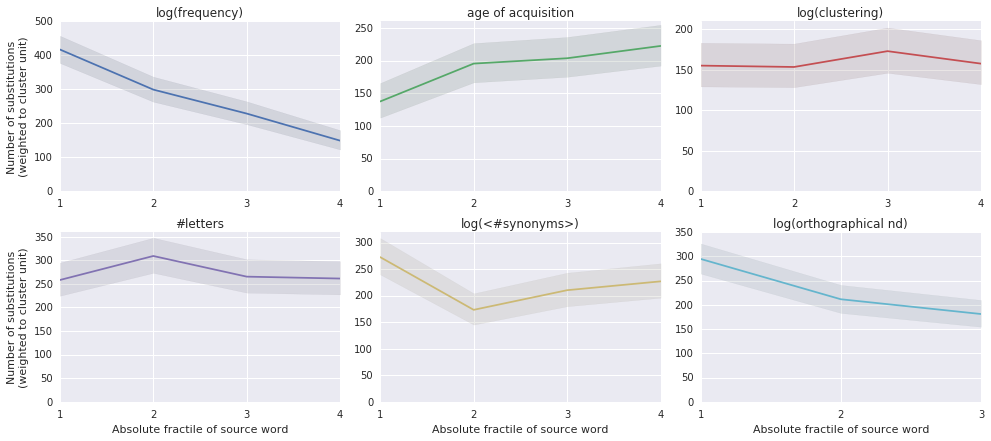 log(frequency)
Number of substitutions
(weighted to cluster unit)
500
400
300
200
100
0
1 2 3 4
age of acquisition
250
200
150
100
50
0
1 2 3 4
log(clustering)
200
150
100
50
0
1 2 3 4
#letters
Number of substitutions
(weighted to cluster unit)
350
300
250
200
150
100
50
0
1 2 3 4
Absolute fractile of source word
log(<#synonyms>)
300
250
200
150
100
50
0
1 2 3 4
Absolute fractile of source word
log(orthographical nd)
350
300
250
200
150
100
50
0
1 2 3
Absolute fractile of source word